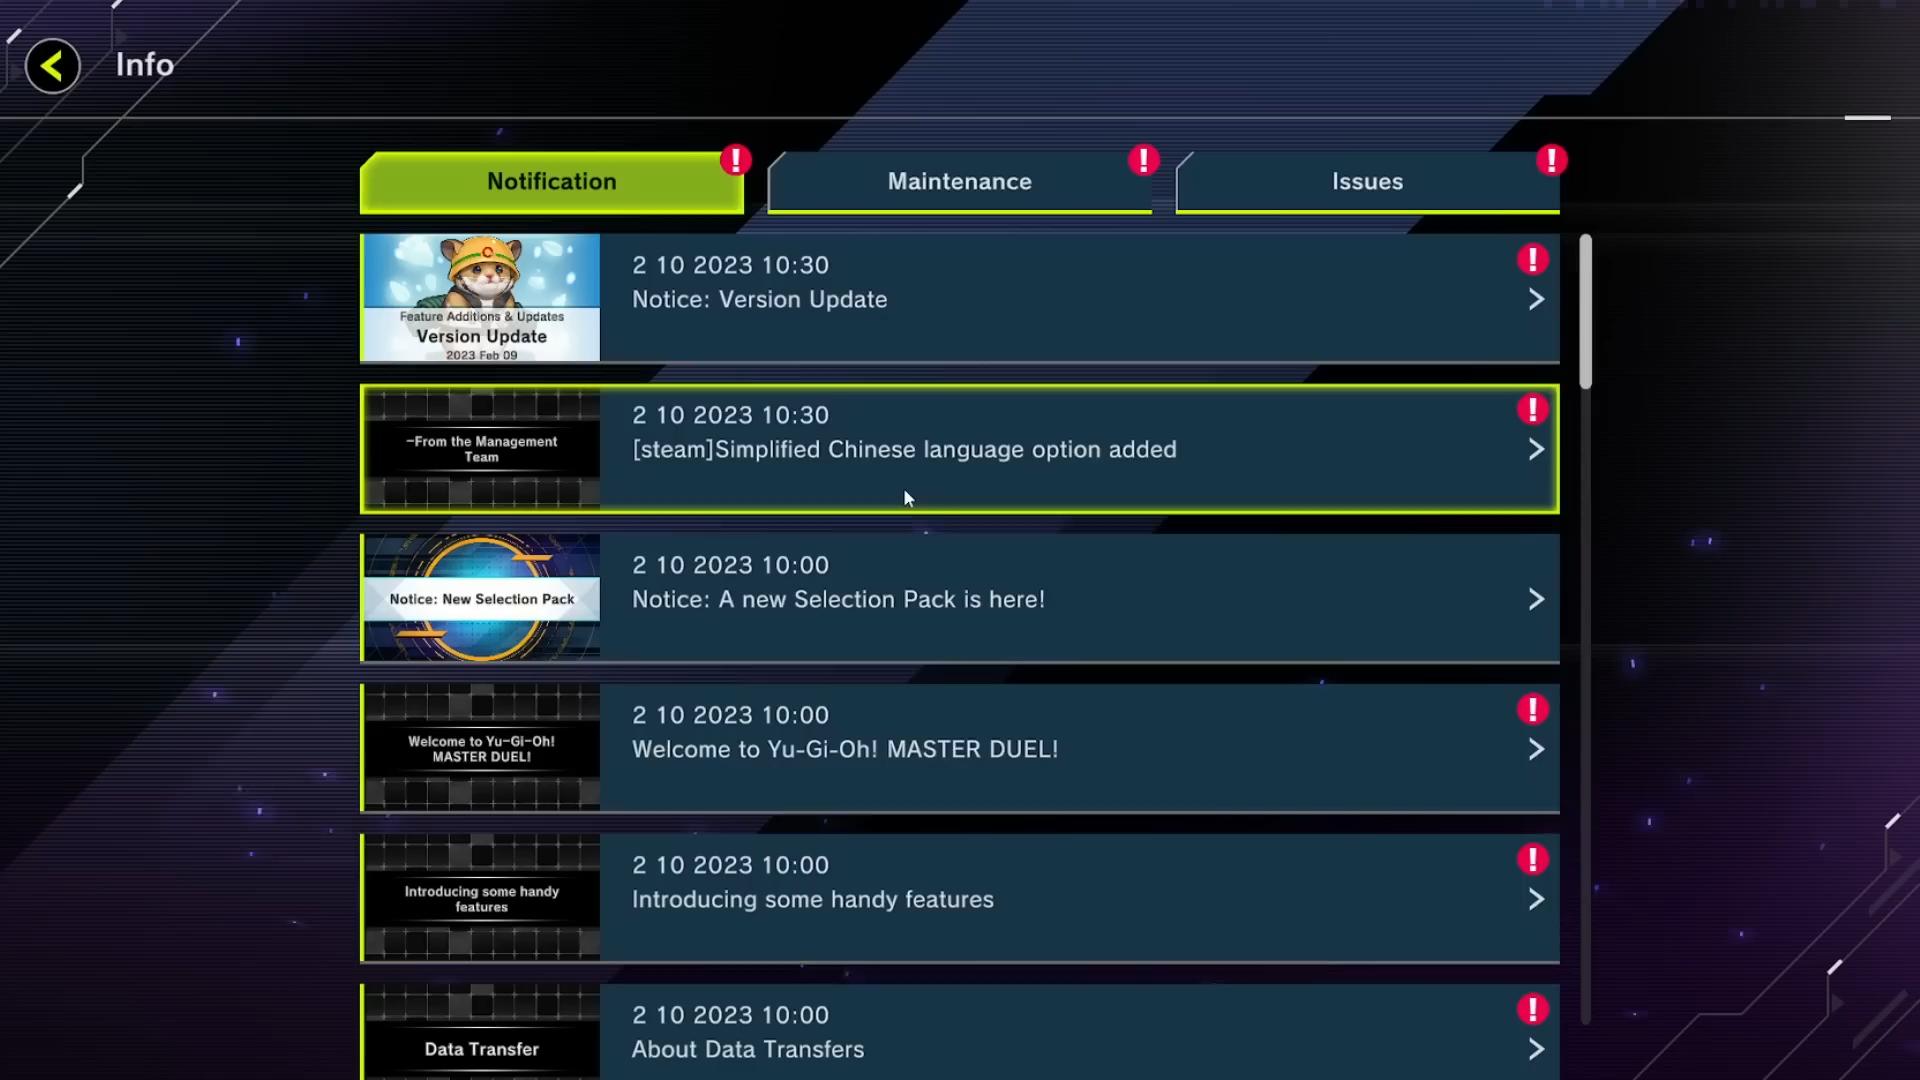 Info
Notification
Maintenance
Issues
Feature Additions & Updates
Version Update
2023 Feb 09
2 10 2023 10:30
Notice: Version Update
−From the Management
Team
2 10 2023 10:30
[steam]Simplified Chinese language option added
Notice: New Selection Pack
2 10 2023 10:00
Notice: A new Selection Pack is here!
Welcome to Yu-Gi-Oh!
MASTER DUEL!
2 10 2023 10:00
Welcome to Yu-Gi-Oh! MASTER DUEL!
Introducing some handy
features
2 10 2023 10:00
Introducing some handy features
Data Transfer
2 10 2023 10:00
About Data Transfers